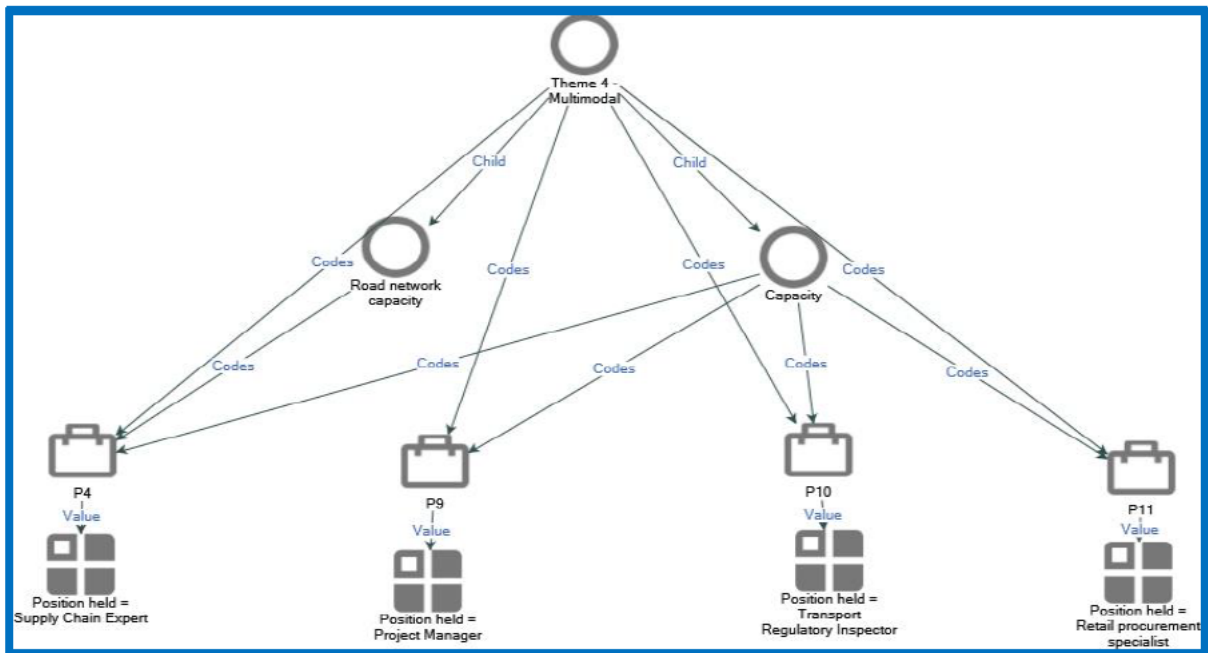 Theme 4 -
Multimodal
Child
Child
Codes
Codes
Codes
Codes
Road network
capacity
Capacity
Codes
Codes
Codes
Codes
Codes
P4
P9
P10
P11
Value
Value
Value
Value
Position held =
Supply Chain Expert
Position held =
Project Manager
Position held =
Transport
Regulatory Inspector
Position held =
Retail procurement
specialist